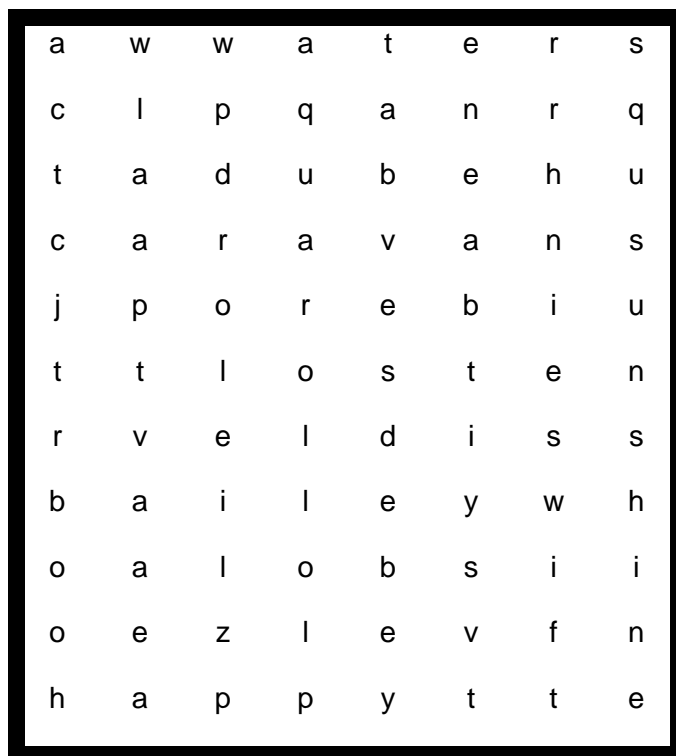 a w w a t e r s
c l p q a n r q
t a d u b e h u
c a r a v a n s
j p o r e b i u
t t l o s t e n
r v e l d i s s
b a i l e y w h
o a l o b s i i
o e z l e v f n
h a p p y t t e